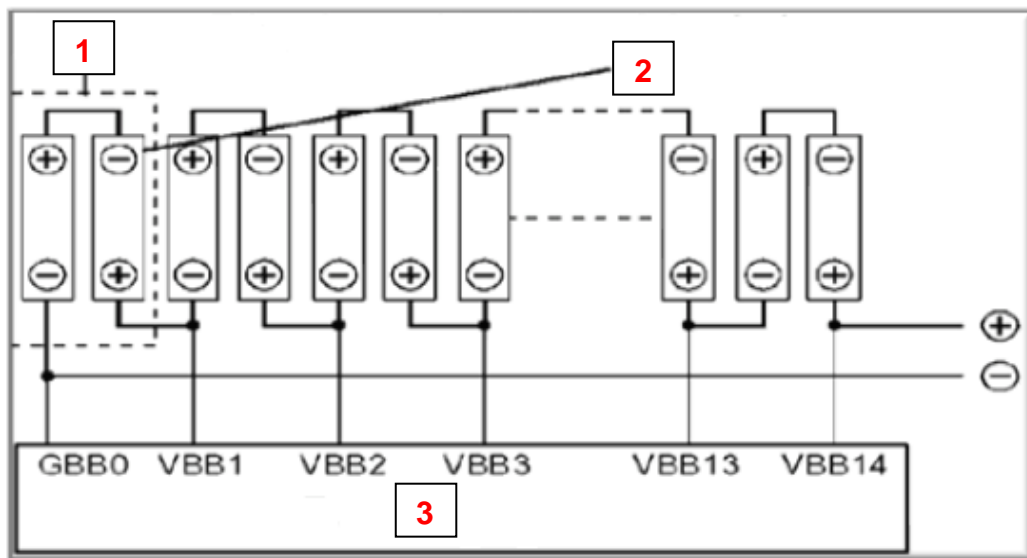 1
2
+ - + - + - + - + -
- + - + - + - + - +
+
-
GBB0 VBB1 VBB2 VBB3 VBB13 VBB14
3